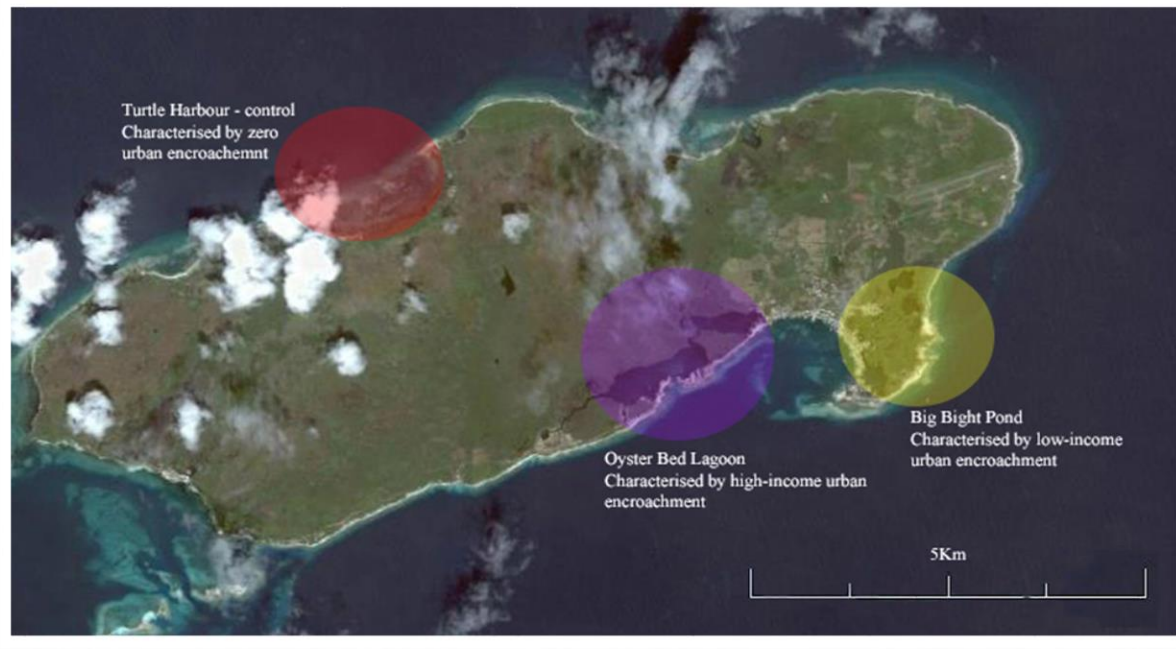 Turtle Harbour - control
Characterised by zero
urban encroachemnt
Oyster Bed Lagoon
Characterised by high-income urban
encroachment
Big Bight Pond
Characterised by low-income
urban encroachment
5Km